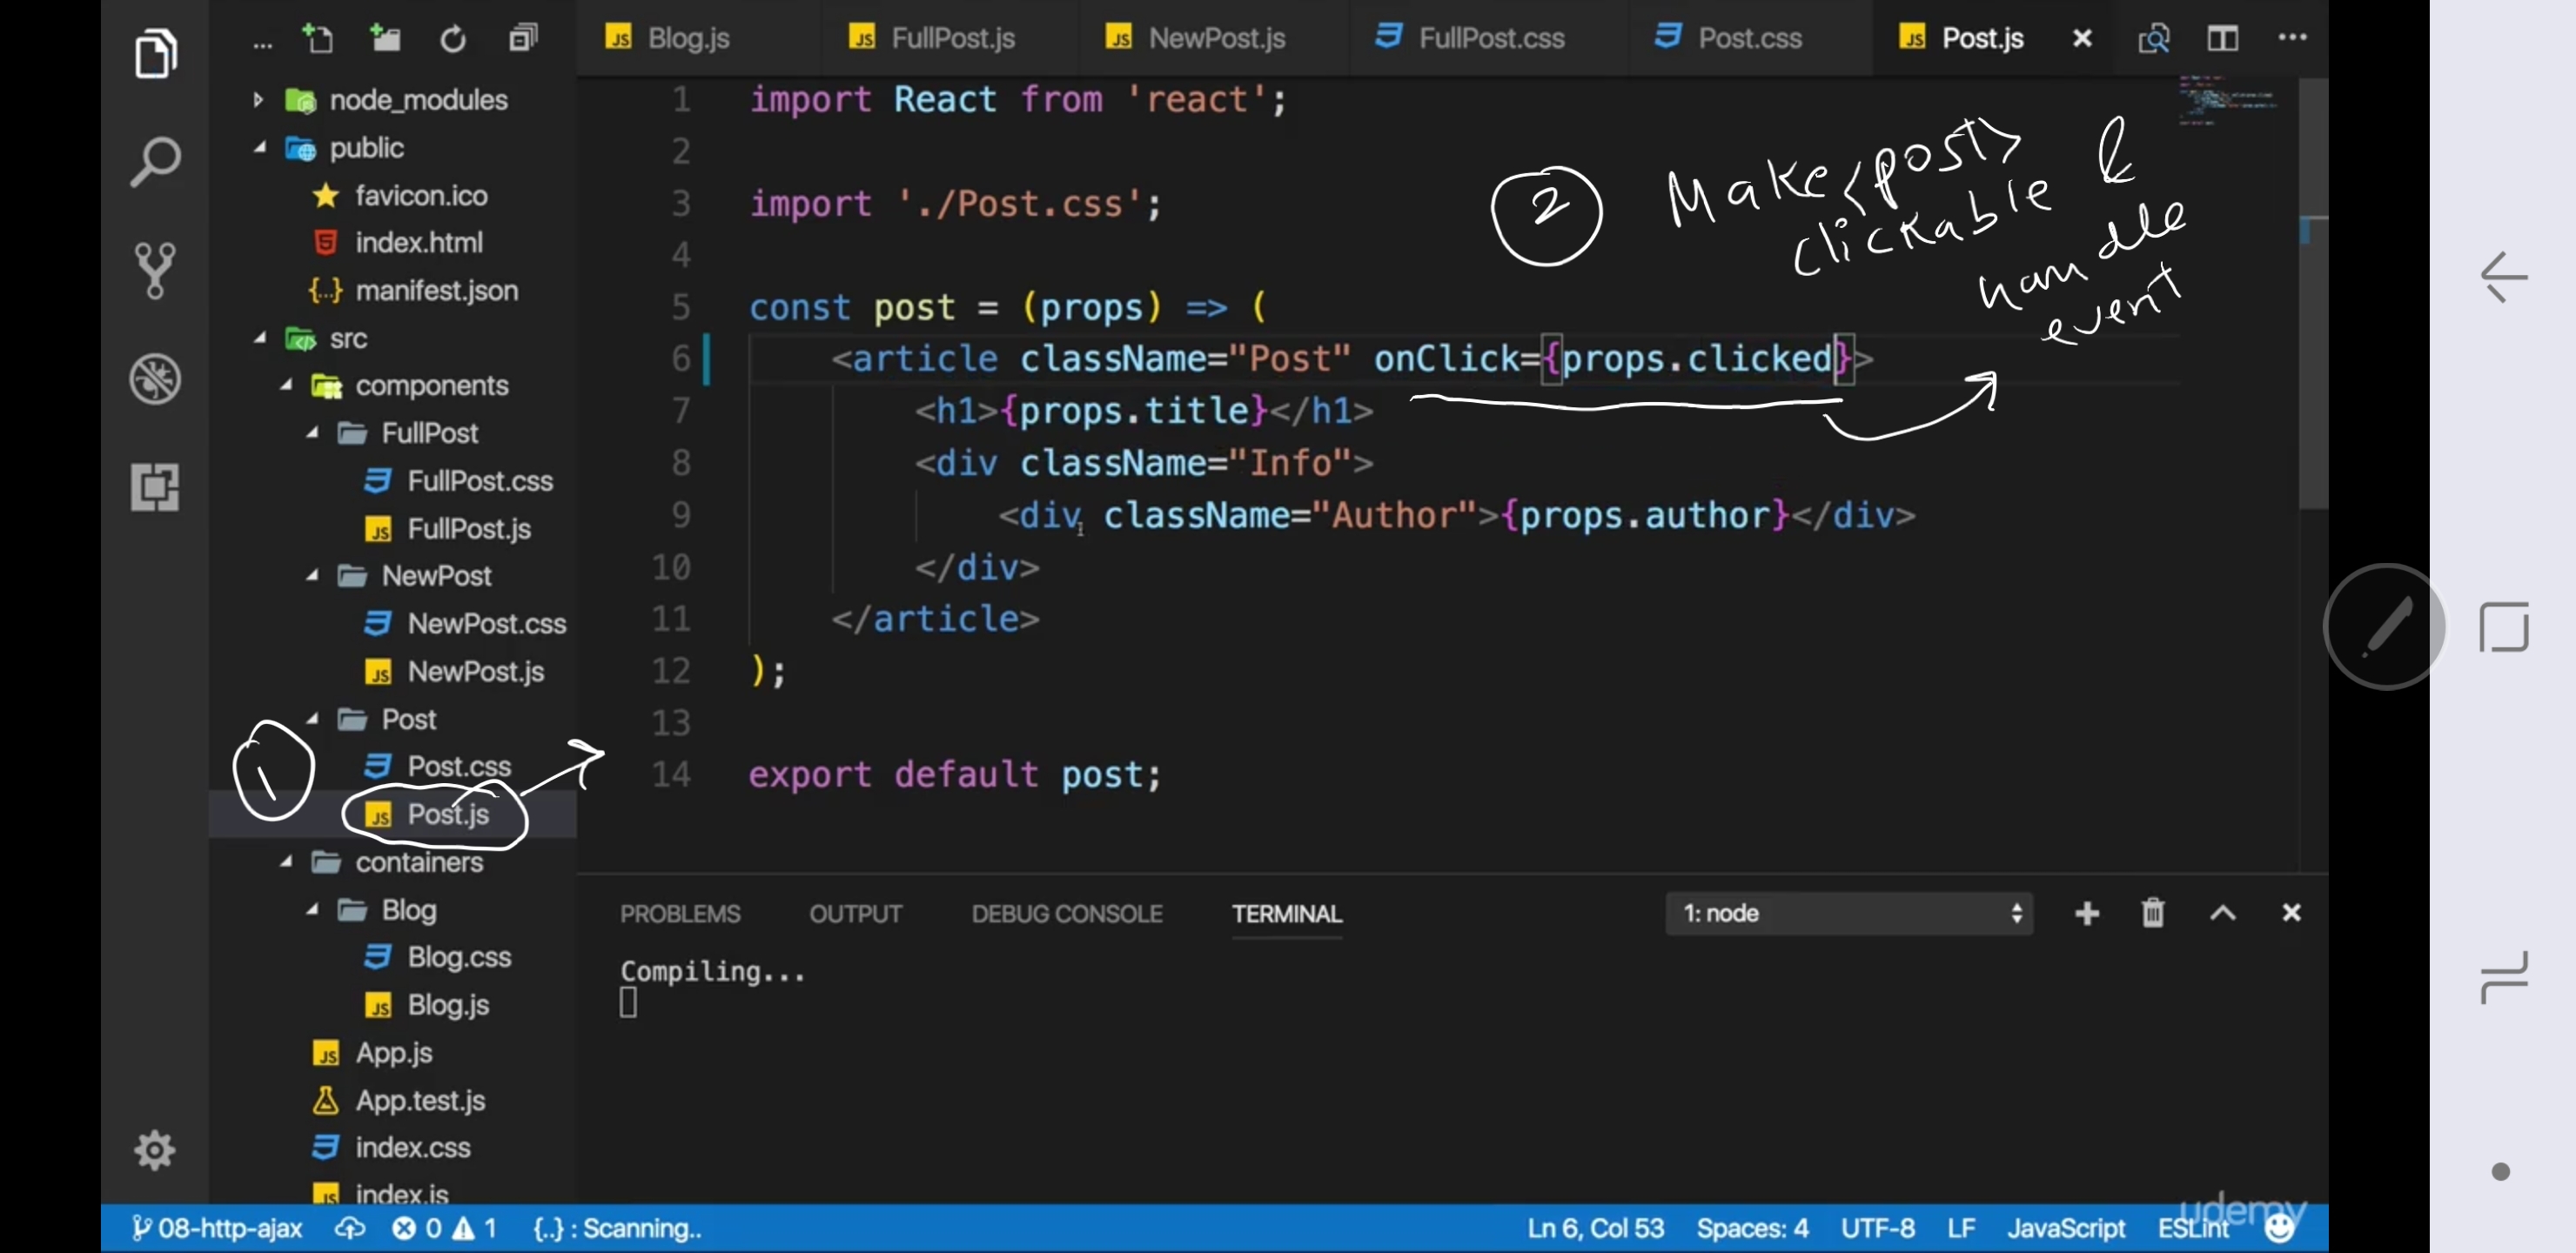 ...
Blog.js FullPost.js NewPost.js FullPost.css Post.css Post.js
node_modules
public
favicon.ico
index.html
manifest.json
src
components
FullPost
FullPost.css
FullPost.js
NewPost
NewPost.css
NewPost.js
Post
Post.css
Post.js
containers
Blog
Blog.css
Blog.js
App.js
App.test.js
index.css
index.js
1
1 import React from 'react';
2
3 import './Post.css';
4
5 const post = (props) => (
6 <article className="Post" onClick={props.clicked}>
7 <h1>{props.title}</h1>
8 <div className="Info">
9 <div className="Author">{props.author}</div>
10 </div>
11 </article>
12 );
13
14 export default post;
2 Make <post>
clickable &
handle
event
PROBLEMS OUTPUT DEBUG CONSOLE TERMINAL 1: node
Compiling...
08-http-ajax 0 1 {..} : Scanning.. Ln 6, Col 53 Spaces: 4 UTF-8 LF JavaScript ESLint
udemy